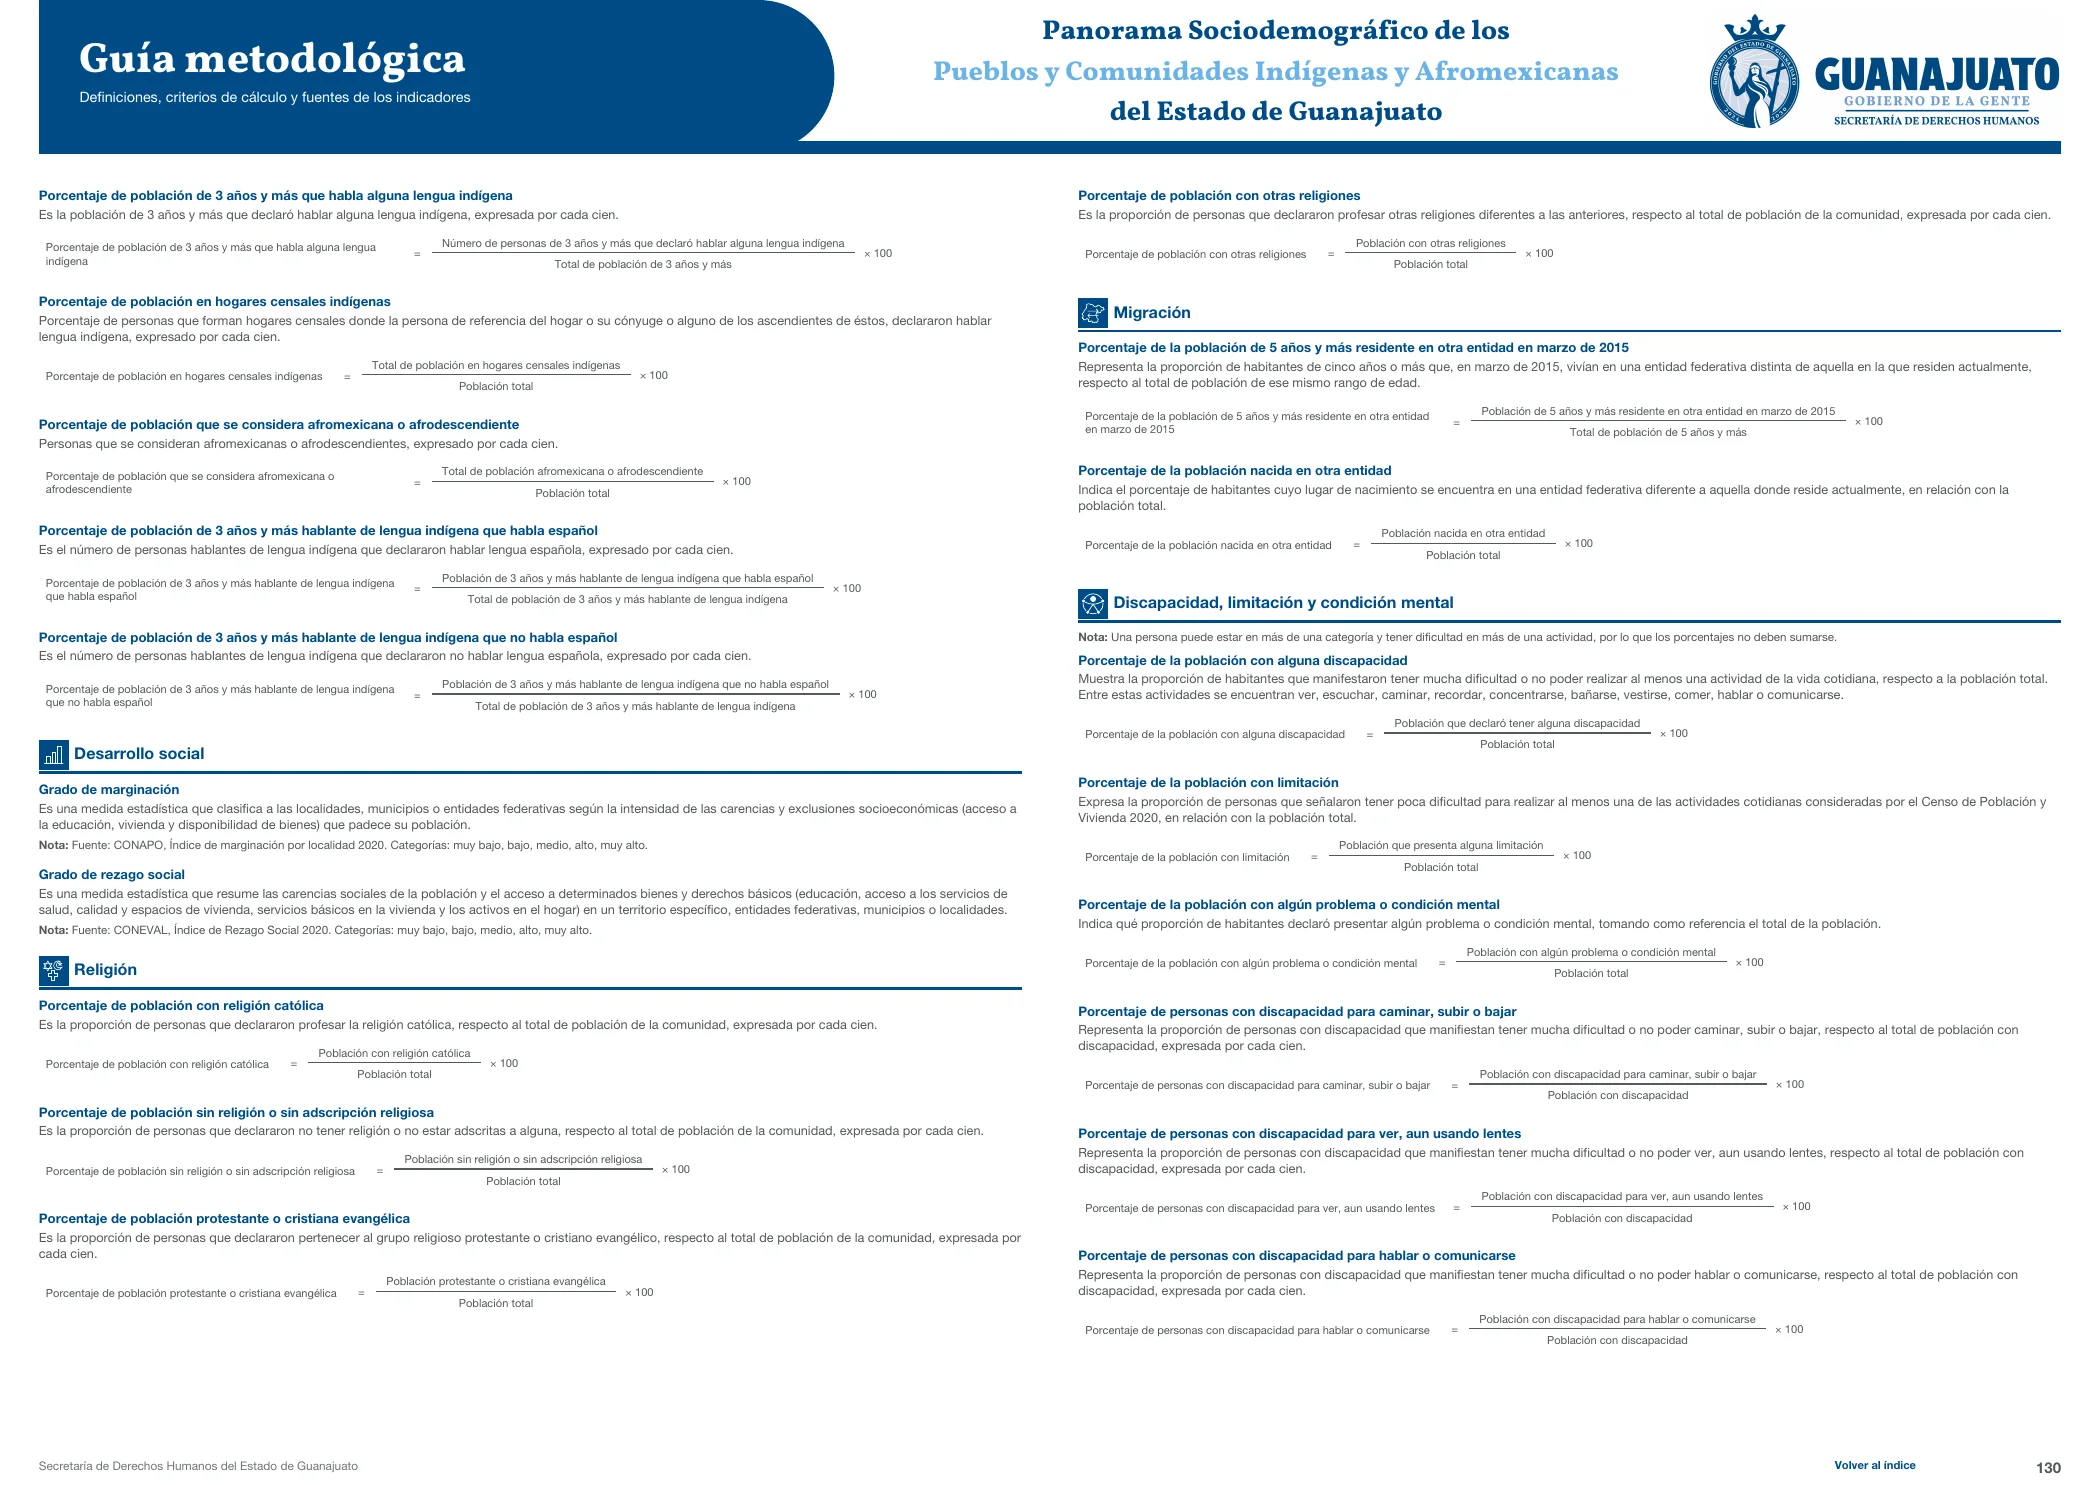 Guía metodológica
Definiciones, criterios de cálculo y fuentes de los indicadores
Panorama Sociodemográfico de los
Pueblos y Comunidades Indígenas y Afromexicanas
del Estado de Guanajuato
GUANAJUATO
GOBIERNO DE LA GENTE
SECRETARÍA DE DERECHOS HUMANOS
Porcentaje de población de 3 años y más que habla alguna lengua indígena
Es la población de 3 años y más que declaró hablar alguna lengua indígena, expresada por cada cien.
Porcentaje de población de 3 años y más que habla alguna lengua
indígena
=
Número de personas de 3 años y más que declaró hablar alguna lengua indígena
Total de población de 3 años y más
× 100
Porcentaje de población en hogares censales indígenas
Porcentaje de personas que forman hogares censales donde la persona de referencia del hogar o su cónyuge o alguno de los ascendientes de éstos, declararon hablar
lengua indígena, expresado por cada cien.
Porcentaje de población en hogares censales indígenas
=
Total de población en hogares censales indígenas
Población total
× 100
Porcentaje de población que se considera afromexicana o afrodescendiente
Personas que se consideran afromexicanas o afrodescendientes, expresado por cada cien.
Porcentaje de población que se considera afromexicana o
afrodescendiente
=
Total de población afromexicana o afrodescendiente
Población total
× 100
Porcentaje de población de 3 años y más hablante de lengua indígena que habla español
Es el número de personas hablantes de lengua indígena que declararon hablar lengua española, expresado por cada cien.
Porcentaje de población de 3 años y más hablante de lengua indígena
que habla español
=
Población de 3 años y más hablante de lengua indígena que habla español
Total de población de 3 años y más hablante de lengua indígena
× 100
Porcentaje de población de 3 años y más hablante de lengua indígena que no habla español
Es el número de personas hablantes de lengua indígena que declararon no hablar lengua española, expresado por cada cien.
Porcentaje de población de 3 años y más hablante de lengua indígena
que no habla español
=
Población de 3 años y más hablante de lengua indígena que no habla español
Total de población de 3 años y más hablante de lengua indígena
× 100
Desarrollo social
Grado de marginación
Es una medida estadística que clasifica a las localidades, municipios o entidades federativas según la intensidad de las carencias y exclusiones socioeconómicas (acceso a
la educación, vivienda y disponibilidad de bienes) que padece su población.
Nota: Fuente: CONAPO, Índice de marginación por localidad 2020. Categorías: muy bajo, bajo, medio, alto, muy alto.
Grado de rezago social
Es una medida estadística que resume las carencias sociales de la población y el acceso a determinados bienes y derechos básicos (educación, acceso a los servicios de
salud, calidad y espacios de vivienda, servicios básicos en la vivienda y los activos en el hogar) en un territorio específico, entidades federativas, municipios o localidades.
Nota: Fuente: CONEVAL, Índice de Rezago Social 2020. Categorías: muy bajo, bajo, medio, alto, muy alto.
Religión
Porcentaje de población con religión católica
Es la proporción de personas que declararon profesar la religión católica, respecto al total de población de la comunidad, expresada por cada cien.
Porcentaje de población con religión católica
=
Población con religión católica
Población total
× 100
Porcentaje de población sin religión o sin adscripción religiosa
Es la proporción de personas que declararon no tener religión o no estar adscritas a alguna, respecto al total de población de la comunidad, expresada por cada cien.
Porcentaje de población sin religión o sin adscripción religiosa
=
Población sin religión o sin adscripción religiosa
Población total
× 100
Porcentaje de población protestante o cristiana evangélica
Es la proporción de personas que declararon pertenecer al grupo religioso protestante o cristiano evangélico, respecto al total de población de la comunidad, expresada por
cada cien.
Porcentaje de población protestante o cristiana evangélica
=
Población protestante o cristiana evangélica
Población total
× 100
Porcentaje de población con otras religiones
Es la proporción de personas que declararon profesar otras religiones diferentes a las anteriores, respecto al total de población de la comunidad, expresada por cada cien.
Porcentaje de población con otras religiones
=
Población con otras religiones
Población total
× 100
Migración
Porcentaje de la población de 5 años y más residente en otra entidad en marzo de 2015
Representa la proporción de habitantes de cinco años o más que, en marzo de 2015, vivían en una entidad federativa distinta de aquella en la que residen actualmente,
respecto al total de población de ese mismo rango de edad.
Porcentaje de la población de 5 años y más residente en otra entidad
en marzo de 2015
=
Población de 5 años y más residente en otra entidad en marzo de 2015
Total de población de 5 años y más
× 100
Porcentaje de la población nacida en otra entidad
Indica el porcentaje de habitantes cuyo lugar de nacimiento se encuentra en una entidad federativa diferente a aquella donde reside actualmente, en relación con la
población total.
Porcentaje de la población nacida en otra entidad
=
Población nacida en otra entidad
Población total
× 100
Discapacidad, limitación y condición mental
Nota: Una persona puede estar en más de una categoría y tener dificultad en más de una actividad, por lo que los porcentajes no deben sumarse.
Porcentaje de la población con alguna discapacidad
Muestra la proporción de habitantes que manifestaron tener mucha dificultad o no poder realizar al menos una actividad de la vida cotidiana, respecto a la población total.
Entre estas actividades se encuentran ver, escuchar, caminar, recordar, concentrarse, bañarse, vestirse, comer, hablar o comunicarse.
Porcentaje de la población con alguna discapacidad
=
Población que declaró tener alguna discapacidad
Población total
× 100
Porcentaje de la población con limitación
Expresa la proporción de personas que señalaron tener poca dificultad para realizar al menos una de las actividades cotidianas consideradas por el Censo de Población y
Vivienda 2020, en relación con la población total.
Porcentaje de la población con limitación
=
Población que presenta alguna limitación
Población total
× 100
Porcentaje de la población con algún problema o condición mental
Indica qué proporción de habitantes declaró presentar algún problema o condición mental, tomando como referencia el total de la población.
Porcentaje de la población con algún problema o condición mental
=
Población con algún problema o condición mental
Población total
× 100
Porcentaje de personas con discapacidad para caminar, subir o bajar
Representa la proporción de personas con discapacidad que manifiestan tener mucha dificultad o no poder caminar, subir o bajar, respecto al total de población con
discapacidad, expresada por cada cien.
Porcentaje de personas con discapacidad para caminar, subir o bajar
=
Población con discapacidad para caminar, subir o bajar
Población con discapacidad
× 100
Porcentaje de personas con discapacidad para ver, aun usando lentes
Representa la proporción de personas con discapacidad que manifiestan tener mucha dificultad o no poder ver, aun usando lentes, respecto al total de población con
discapacidad, expresada por cada cien.
Porcentaje de personas con discapacidad para ver, aun usando lentes
=
Población con discapacidad para ver, aun usando lentes
Población con discapacidad
× 100
Porcentaje de personas con discapacidad para hablar o comunicarse
Representa la proporción de personas con discapacidad que manifiestan tener mucha dificultad o no poder hablar o comunicarse, respecto al total de población con
discapacidad, expresada por cada cien.
Porcentaje de personas con discapacidad para hablar o comunicarse
=
Población con discapacidad para hablar o comunicarse
Población con discapacidad
× 100
Secretaría de Derechos Humanos del Estado de Guanajuato
Volver al índice
130